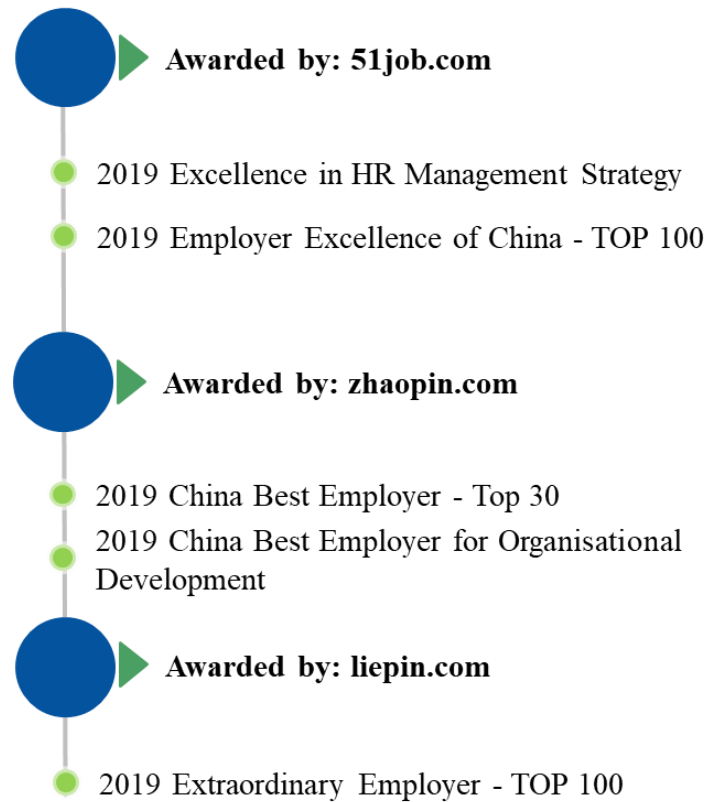 Awarded by: 51job.com
2019 Excellence in HR Management Strategy
2019 Employer Excellence of China - TOP 100
Awarded by: zhaopin.com
2019 China Best Employer - Top 30
2019 China Best Employer for Organisational
Development
Awarded by: liepin.com
2019 Extraordinary Employer - TOP 100